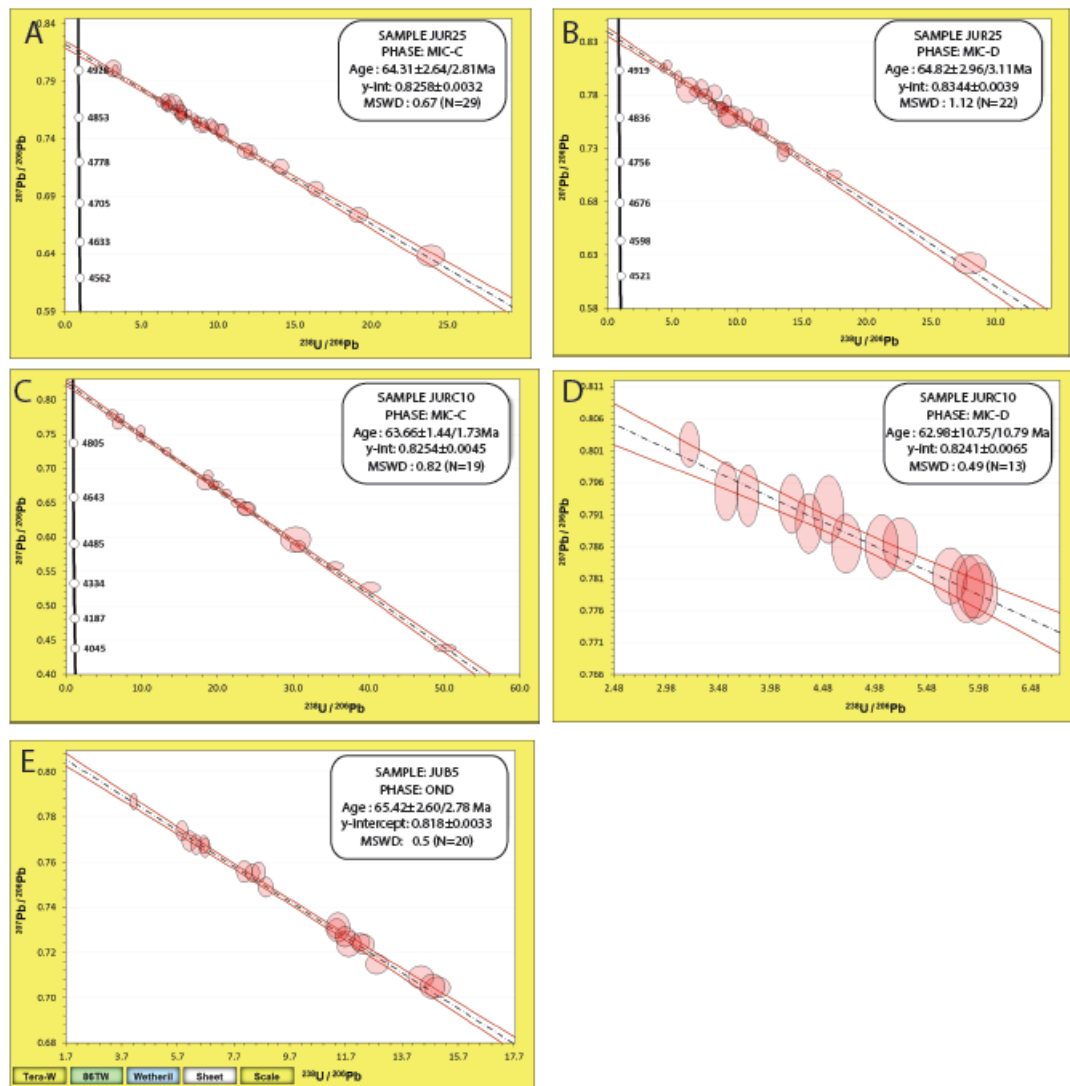 A
SAMPLE JUR25
PHASE: MIC-C
Age : 64.31±2.64/2.81Ma
y-int: 0.8258±0.0032
MSWD : 0.67 (N=29)
0.84
0.79
0.74
0.69
0.64
0.59
4928
4853
4778
4705
4633
4562
²⁰⁷Pb / ²⁰⁶Pb
0.0 5.0 10.0 15.0 20.0 25.0
²³⁸U / ²⁰⁶Pb
B
SAMPLE JUR25
PHASE: MIC-D
Age : 64.82±2.96/3.11Ma
y-int: 0.8344±0.0039
MSWD : 1.12 (N=22)
0.83
0.78
0.73
0.68
0.63
0.58
4919
4836
4756
4676
4598
4521
²⁰⁷Pb / ²⁰⁶Pb
0.0 5.0 10.0 15.0 20.0 25.0 30.0
²³⁸U / ²⁰⁶Pb
C
SAMPLE JURC10
PHASE: MIC-C
Age : 63.66±1.44/1.73Ma
y-int: 0.8254±0.0045
MSWD : 0.82 (N=19)
0.80
0.75
0.70
0.65
0.60
0.55
0.50
0.45
0.40
4805
4643
4485
4334
4187
4045
²⁰⁷Pb / ²⁰⁶Pb
0.0 10.0 20.0 30.0 40.0 50.0 60.0
²³⁸U / ²⁰⁶Pb
D
SAMPLE JURC10
PHASE: MIC-D
Age : 62.98±10.75/10.79 Ma
y-int: 0.8241±0.0065
MSWD : 0.49 (N=13)
0.811
0.806
0.801
0.796
0.791
0.786
0.781
0.776
0.771
0.766
²⁰⁷Pb / ²⁰⁶Pb
2.48 2.98 3.48 3.98 4.48 4.98 5.48 5.98 6.48
²³⁸U / ²⁰⁶Pb
E
SAMPLE: JUB5
PHASE: OND
Age : 65.42±2.60/2.78 Ma
y-intercept: 0.818±0.0033
MSWD: 0.5 (N=20)
0.80
0.78
0.76
0.74
0.72
0.70
0.68
²⁰⁷Pb / ²⁰⁶Pb
1.7 3.7 5.7 7.7 9.7 11.7 13.7 15.7 17.7
Tera-W 86TW Wetheril Sheet Scale ²³⁸U / ²⁰⁶Pb